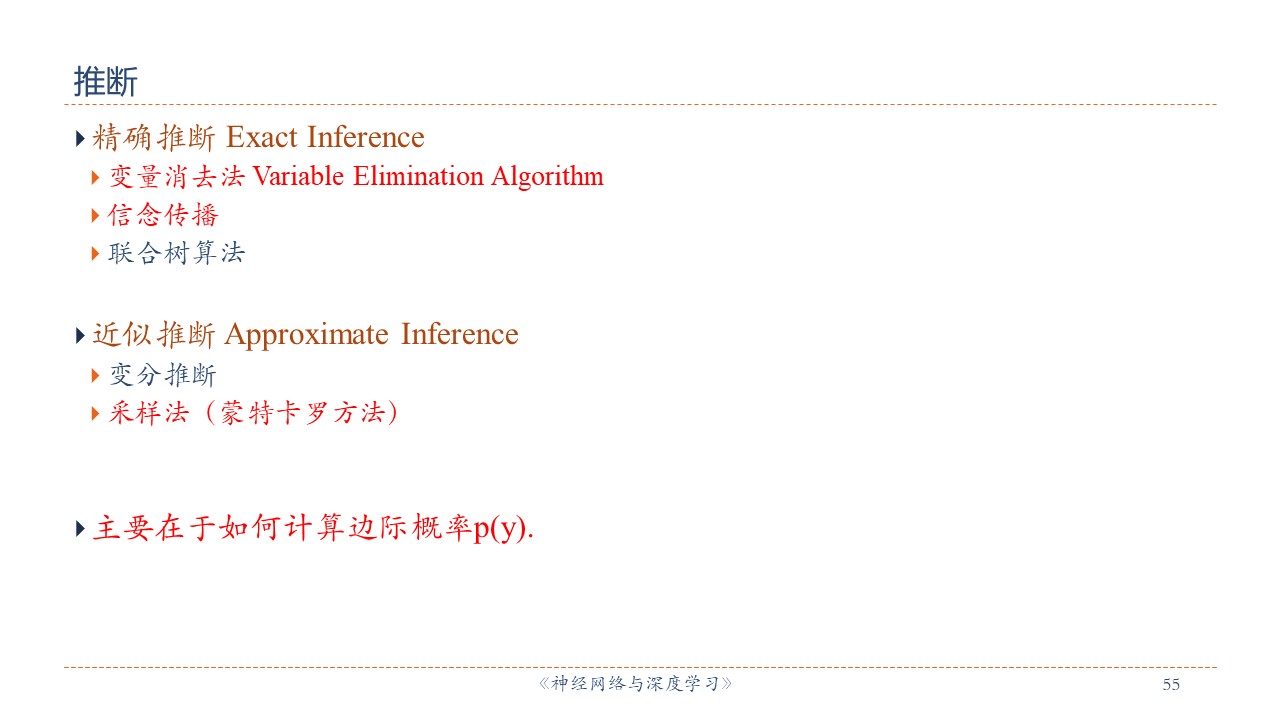 推断
精确推断 Exact Inference
变量消去法 Variable Elimination Algorithm
信念传播
联合树算法
近似推断 Approximate Inference
变分推断
采样法（蒙特卡罗方法）
主要在于如何计算边际概率p(y).
《神经网络与深度学习》
55